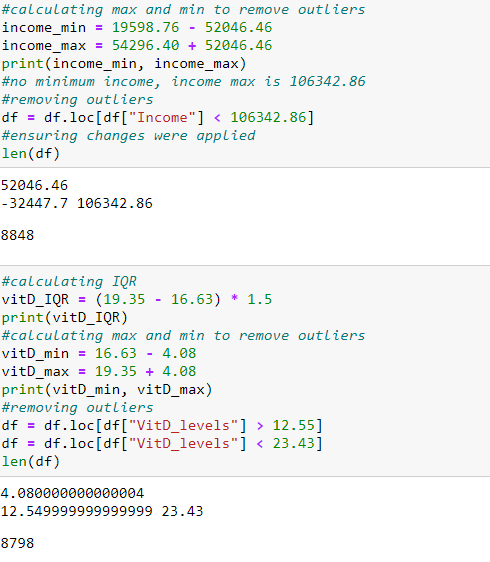 #calculating max and min to remove outliers
income_min = 19598.76 - 52046.46
income_max = 54296.40 + 52046.46
print(income_min, income_max)
#no minimum income, income max is 106342.86
#removing outliers
df = df.loc[df["Income"] < 106342.86]
#ensuring changes were applied
len(df)
52046.46
-32447.7 106342.86
8848
#calculating IQR
vitD_IQR = (19.35 - 16.63) * 1.5
print(vitD_IQR)
#calculating max and min to remove outliers
vitD_min = 16.63 - 4.08
vitD_max = 19.35 + 4.08
print(vitD_min, vitD_max)
#removing outliers
df = df.loc[df["VitD_levels"] > 12.55]
df = df.loc[df["VitD_levels"] < 23.43]
len(df)
4.080000000000004
12.549999999999999 23.43
8798